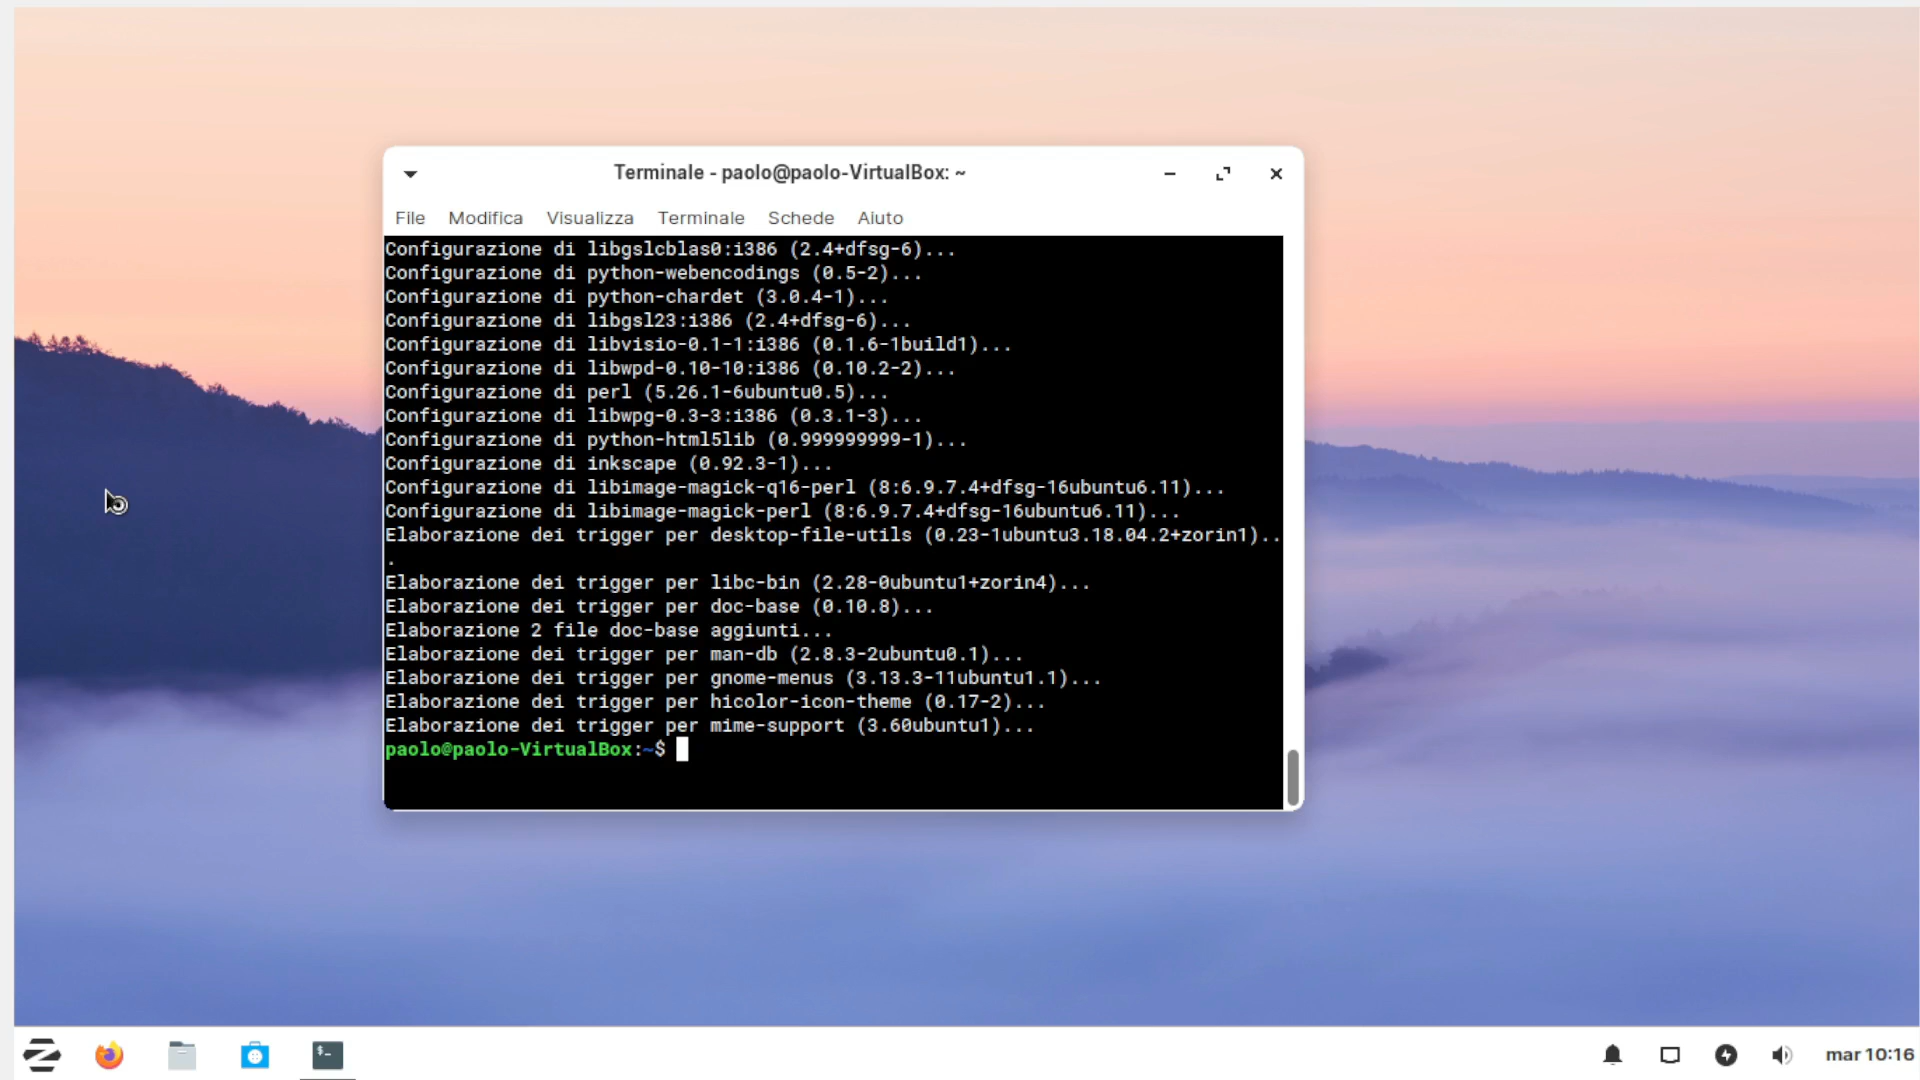 Terminale - paolo@paolo-VirtualBox: ~
File Modifica Visualizza Terminale Schede Aiuto
Configurazione di libgslcblas0:i386 (2.4+dfsg-6)...
Configurazione di python-webencodings (0.5-2)...
Configurazione di python-chardet (3.0.4-1)...
Configurazione di libgsl23:i386 (2.4+dfsg-6)...
Configurazione di libvisio-0.1-1:i386 (0.1.6-1build1)...
Configurazione di libwpd-0.10-10:i386 (0.10.2-2)...
Configurazione di perl (5.26.1-6ubuntu0.5)...
Configurazione di libwpg-0.3-3:i386 (0.3.1-3)...
Configurazione di python-html5lib (0.999999999-1)...
Configurazione di inkscape (0.92.3-1)...
Configurazione di libimage-magick-q16-perl (8:6.9.7.4+dfsg-16ubuntu6.11)...
Configurazione di libimage-magick-perl (8:6.9.7.4+dfsg-16ubuntu6.11)...
Elaborazione dei trigger per desktop-file-utils (0.23-1ubuntu3.18.04.2+zorin1)..
.
Elaborazione dei trigger per libc-bin (2.28-0ubuntu1+zorin4)...
Elaborazione dei trigger per doc-base (0.10.8)...
Elaborazione 2 file doc-base aggiunti...
Elaborazione dei trigger per man-db (2.8.3-2ubuntu0.1)...
Elaborazione dei trigger per gnome-menus (3.13.3-11ubuntu1.1)...
Elaborazione dei trigger per hicolor-icon-theme (0.17-2)...
Elaborazione dei trigger per mime-support (3.60ubuntu1)...
paolo@paolo-VirtualBox:~$
mar 10:16